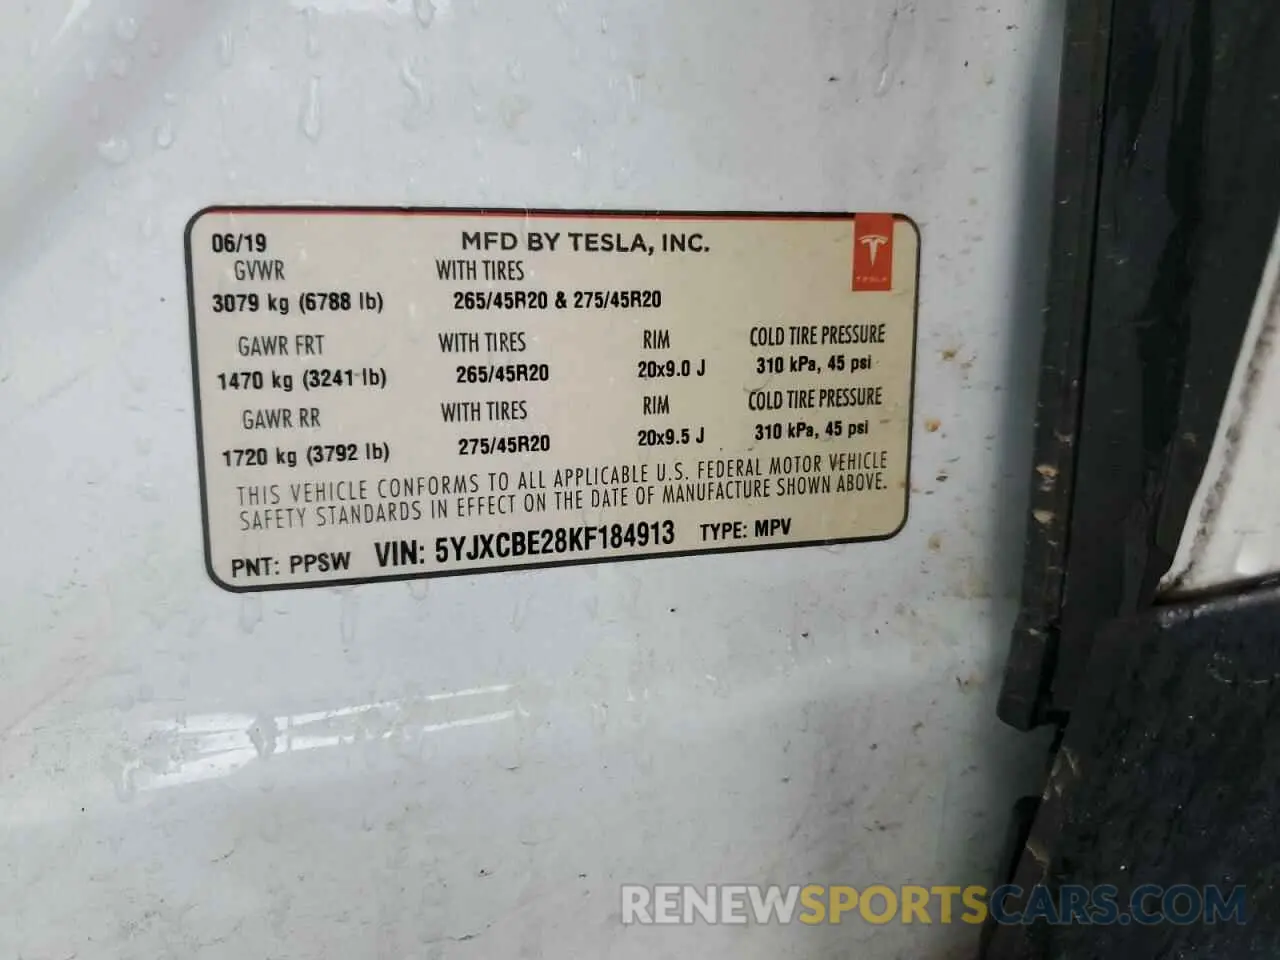 06/19 MFD BY TESLA, INC.
GVWR WITH TIRES
3079 kg (6788 lb) 265/45R20 & 275/45R20
GAWR FRT WITH TIRES RIM COLD TIRE PRESSURE
1470 kg (3241 lb) 265/45R20 20x9.0 J 310 kPa, 45 psi
GAWR RR WITH TIRES RIM COLD TIRE PRESSURE
1720 kg (3792 lb) 275/45R20 20x9.5 J 310 kPa, 45 psi
THIS VEHICLE CONFORMS TO ALL APPLICABLE U.S. FEDERAL MOTOR VEHICLE
SAFETY STANDARDS IN EFFECT ON THE DATE OF MANUFACTURE SHOWN ABOVE.
PNT: PPSW VIN: 5YJXCBE28KF184913 TYPE: MPV
TESLA
RENEWSPORTSCARS.COM